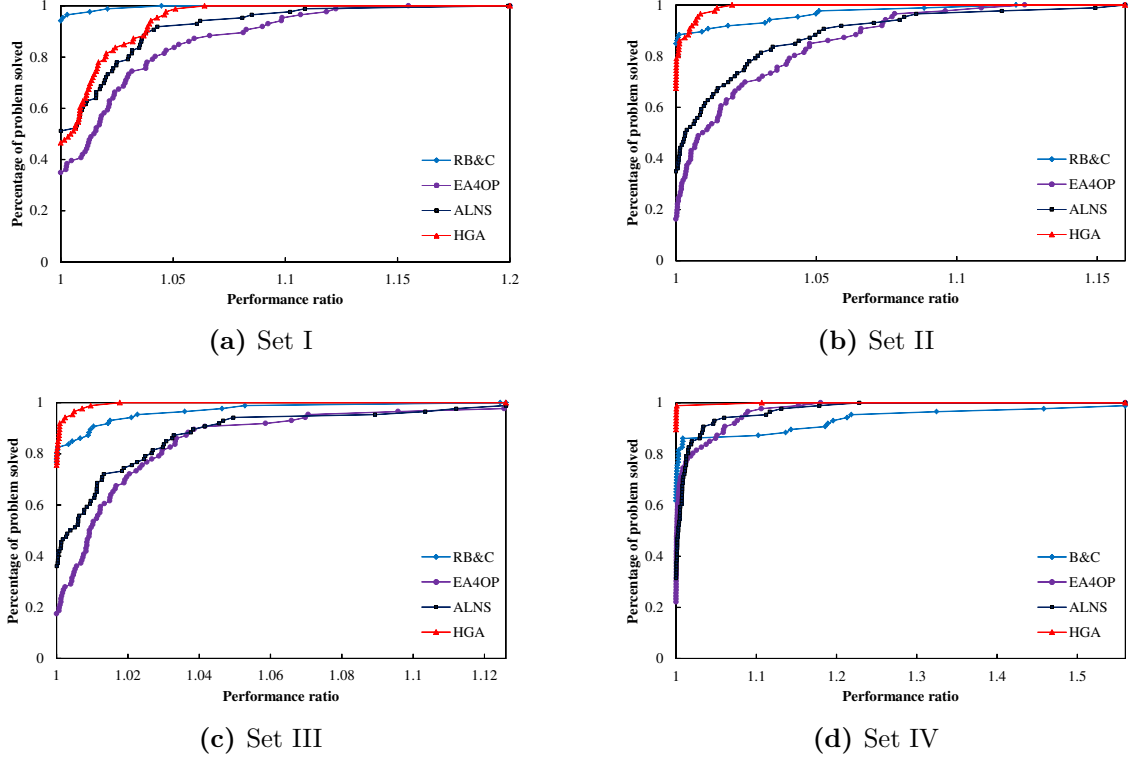 Percentage of problem solved
1
0.8
0.6
0.4
0.2
0
1
1.05
1.1
1.15
1.2
Performance ratio
RB&C
EA4OP
ALNS
HGA
(a) Set I
Percentage of problem solved
1
0.8
0.6
0.4
0.2
0
1
1.05
1.1
1.15
Performance ratio
RB&C
EA4OP
ALNS
HGA
(b) Set II
Percentage of problem solved
1
0.8
0.6
0.4
0.2
0
1
1.02
1.04
1.06
1.08
1.1
1.12
Performance ratio
RB&C
EA4OP
ALNS
HGA
(c) Set III
Percentage of problem solved
1
0.8
0.6
0.4
0.2
0
1
1.1
1.2
1.3
1.4
1.5
Performance ratio
B&C
EA4OP
ALNS
HGA
(d) Set IV